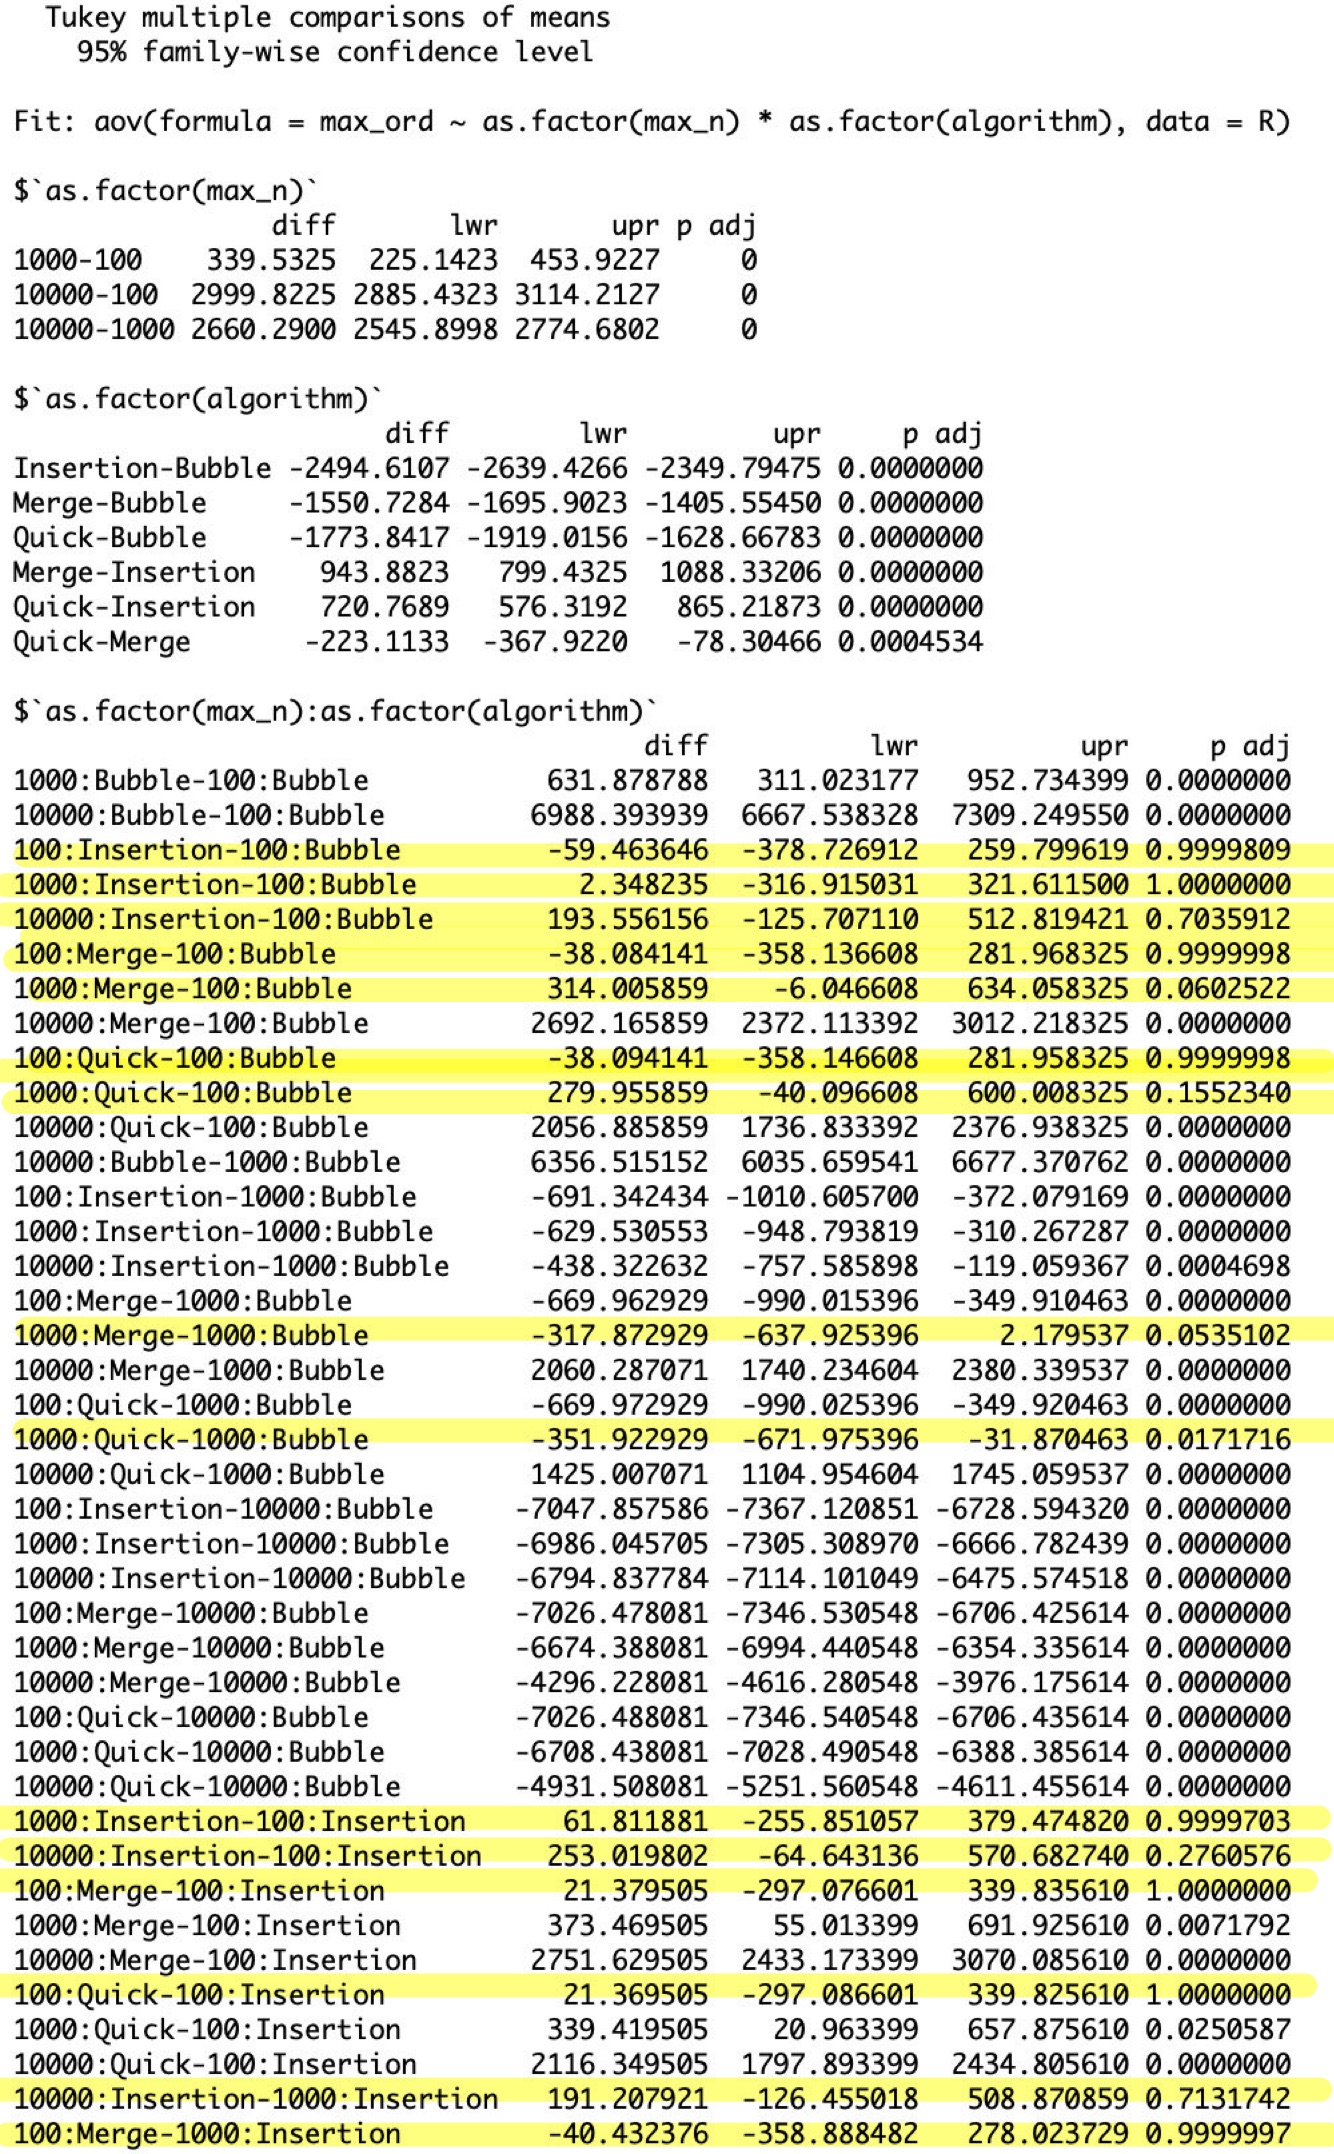 Tukey multiple comparisons of means
95% family-wise confidence level
Fit: aov(formula = max_ord ~ as.factor(max_n) * as.factor(algorithm), data = R)
$`as.factor(max_n)`
diff lwr upr p adj
1000-100 339.5325 225.1423 453.9227 0
10000-100 2999.8225 2885.4323 3114.2127 0
10000-1000 2660.2900 2545.8998 2774.6802 0
$`as.factor(algorithm)`
diff lwr upr p adj
Insertion-Bubble -2494.6107 -2639.4266 -2349.79475 0.0000000
Merge-Bubble -1550.7284 -1695.9023 -1405.55450 0.0000000
Quick-Bubble -1773.8417 -1919.0156 -1628.66783 0.0000000
Merge-Insertion 943.8823 799.4325 1088.33206 0.0000000
Quick-Insertion 720.7689 576.3192 865.21873 0.0000000
Quick-Merge -223.1133 -367.9220 -78.30466 0.0004534
$`as.factor(max_n):as.factor(algorithm)`
diff lwr upr p adj
1000:Bubble-100:Bubble 631.878788 311.023177 952.734399 0.0000000
10000:Bubble-100:Bubble 6988.393939 6667.538328 7309.249550 0.0000000
100:Insertion-100:Bubble -59.463646 -378.726912 259.799619 0.9999809
1000:Insertion-100:Bubble 2.348235 -316.915031 321.611500 1.0000000
10000:Insertion-100:Bubble 193.556156 -125.707110 512.819421 0.7035912
100:Merge-100:Bubble -38.084141 -358.136608 281.968325 0.9999998
1000:Merge-100:Bubble 314.005859 -6.046608 634.058325 0.0602522
10000:Merge-100:Bubble 2692.165859 2372.113392 3012.218325 0.0000000
100:Quick-100:Bubble -38.094141 -358.146608 281.958325 0.9999998
1000:Quick-100:Bubble 279.955859 -40.096608 600.008325 0.1552340
10000:Quick-100:Bubble 2056.885859 1736.833392 2376.938325 0.0000000
10000:Bubble-1000:Bubble 6356.515152 6035.659541 6677.370762 0.0000000
100:Insertion-1000:Bubble -691.342434 -1010.605700 -372.079169 0.0000000
1000:Insertion-1000:Bubble -629.530553 -948.793819 -310.267287 0.0000000
10000:Insertion-1000:Bubble -438.322632 -757.585898 -119.059367 0.0004698
100:Merge-1000:Bubble -669.962929 -990.015396 -349.910463 0.0000000
1000:Merge-1000:Bubble -317.872929 -637.925396 2.179537 0.0535102
10000:Merge-1000:Bubble 2060.287071 1740.234604 2380.339537 0.0000000
100:Quick-1000:Bubble -669.972929 -990.025396 -349.920463 0.0000000
1000:Quick-1000:Bubble -351.922929 -671.975396 -31.870463 0.0171716
10000:Quick-1000:Bubble 1425.007071 1104.954604 1745.059537 0.0000000
100:Insertion-10000:Bubble -7047.857586 -7367.120851 -6728.594320 0.0000000
1000:Insertion-10000:Bubble -6986.045705 -7305.308970 -6666.782439 0.0000000
10000:Insertion-10000:Bubble -6794.837784 -7114.101049 -6475.574518 0.0000000
100:Merge-10000:Bubble -7026.478081 -7346.530548 -6706.425614 0.0000000
1000:Merge-10000:Bubble -6674.388081 -6994.440548 -6354.335614 0.0000000
10000:Merge-10000:Bubble -4296.228081 -4616.280548 -3976.175614 0.0000000
100:Quick-10000:Bubble -7026.488081 -7346.540548 -6706.435614 0.0000000
1000:Quick-10000:Bubble -6708.438081 -7028.490548 -6388.385614 0.0000000
10000:Quick-10000:Bubble -4931.508081 -5251.560548 -4611.455614 0.0000000
1000:Insertion-100:Insertion 61.811881 -255.851057 379.474820 0.9999703
10000:Insertion-100:Insertion 253.019802 -64.643136 570.682740 0.2760576
100:Merge-100:Insertion 21.379505 -297.076601 339.835610 1.0000000
1000:Merge-100:Insertion 373.469505 55.013399 691.925610 0.0071792
10000:Merge-100:Insertion 2751.629505 2433.173399 3070.085610 0.0000000
100:Quick-100:Insertion 21.369505 -297.086601 339.825610 1.0000000
1000:Quick-100:Insertion 339.419505 20.963399 657.875610 0.0250587
10000:Quick-100:Insertion 2116.349505 1797.893399 2434.805610 0.0000000
10000:Insertion-1000:Insertion 191.207921 -126.455018 508.870859 0.7131742
100:Merge-1000:Insertion -40.432376 -358.888482 278.023729 0.9999997